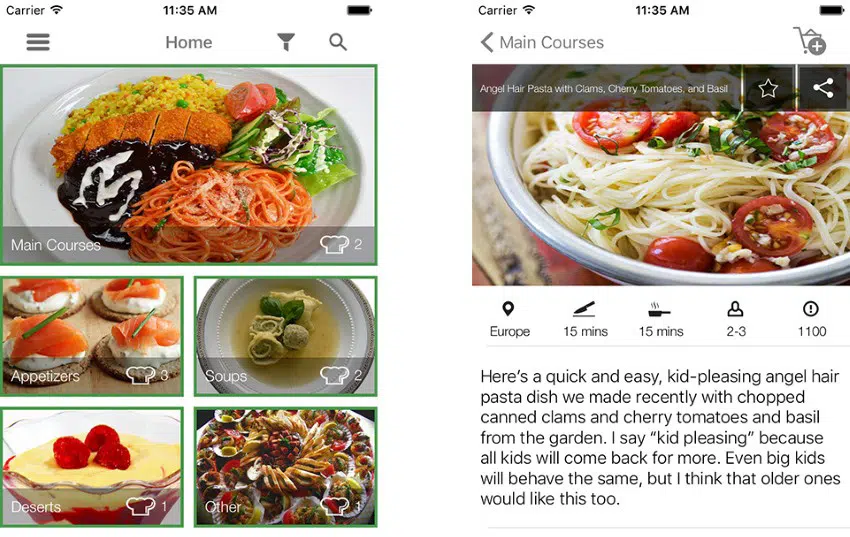 Carrier 11:35 AM
Home
Main Courses 2
Appetizers 3
Soups 2
Deserts 1
Other 1
Carrier 11:35 AM
Main Courses
Angel Hair Pasta with Clams, Cherry Tomatoes, and Basil
Europe 15 mins 15 mins 2-3 1100
Here’s a quick and easy, kid-pleasing angel hair
pasta dish we made recently with chopped
canned clams and cherry tomatoes and basil
from the garden. I say “kid pleasing” because
all kids will come back for more. Even big kids
will behave the same, but I think that older ones
would like this too.